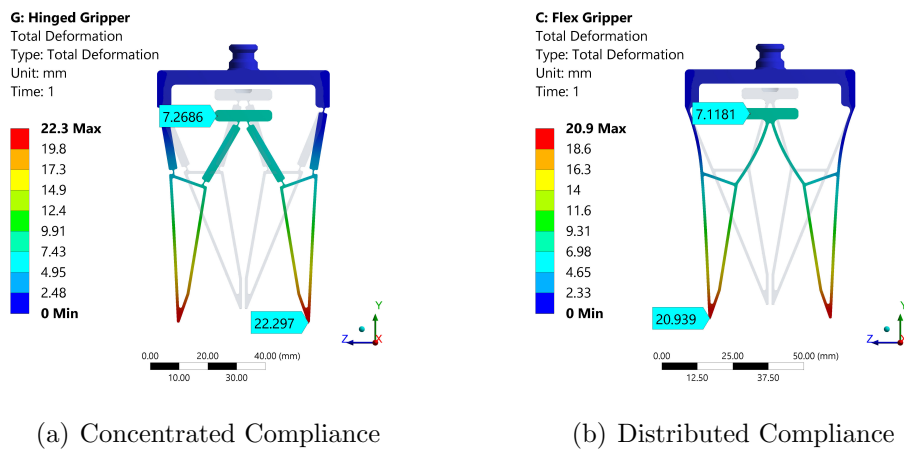 G: Hinged Gripper
Total Deformation
Type: Total Deformation
Unit: mm
Time: 1
7.2686
22.3 Max
19.8
17.3
14.9
12.4
9.91
7.43
4.95
2.48
0 Min
22.297
Y
Z
X
0.00 20.00 40.00 (mm)
10.00 30.00
(a) Concentrated Compliance
C: Flex Gripper
Total Deformation
Type: Total Deformation
Unit: mm
Time: 1
7.1181
20.9 Max
18.6
16.3
14
11.6
9.31
6.98
4.65
2.33
0 Min
20.939
Y
Z
X
0.00 25.00 50.00 (mm)
12.50 37.50
(b) Distributed Compliance